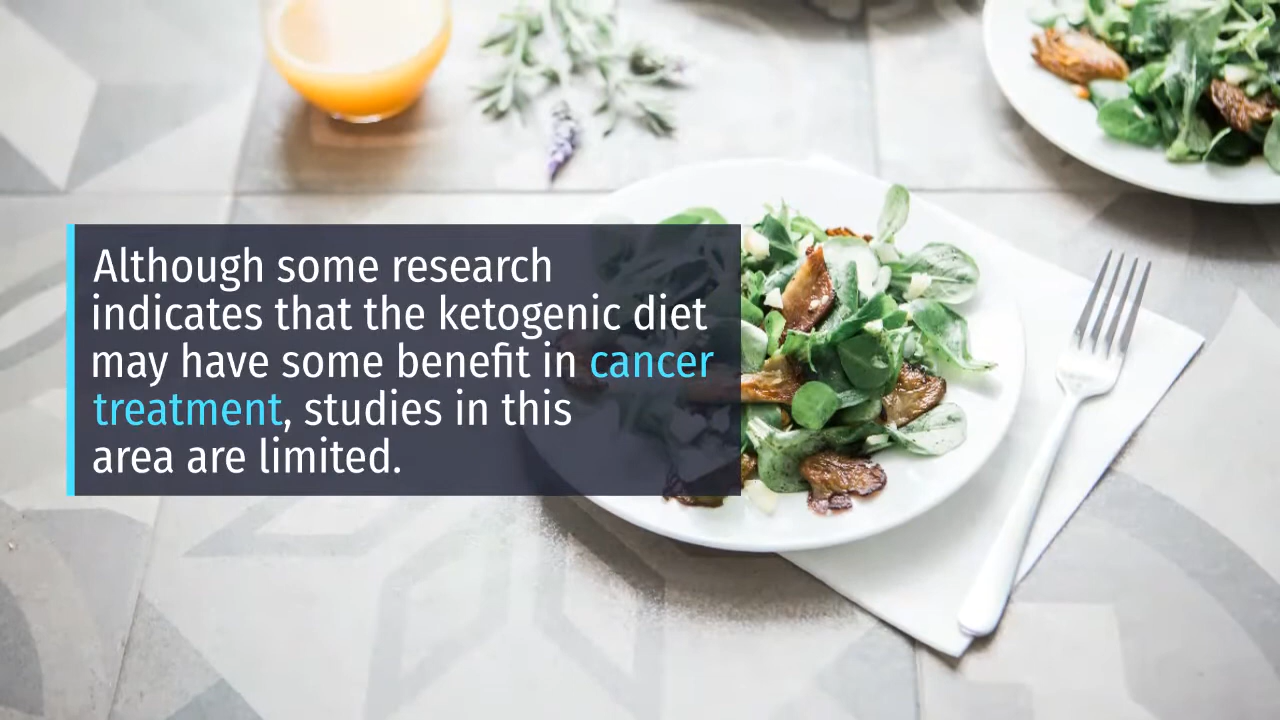 Although some research
indicates that the ketogenic diet
may have some benefit in cancer
treatment, studies in this
area are limited.